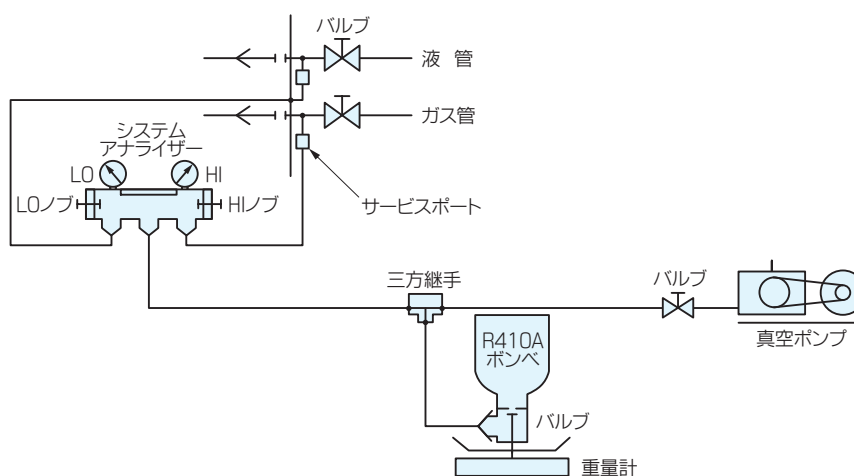 バルブ
液 管
ガス管
システム
アナライザー
LO
HI
LOノブ
HIノブ
サービスポート
三方継手
バルブ
R410A
ボンベ
真空ポンプ
バルブ
重量計